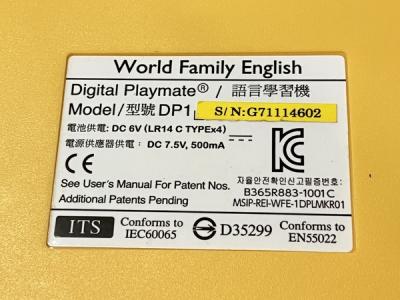 World Family English
Digital Playmate® / 語言學習機
Model/型號 DP1
S/N:G71114602
電池供電: DC 6V (LR14 C TYPEx4)
電源供應器供電: DC 7.5V, 500mA
자율안전확인신고필증번호:
B365R883-1001C
MSIP-REI-WFE-1DPLMKR01
See User's Manual For Patent Nos.
Additional Patents Pending
ITS
Conforms to
IEC60065
D35299
Conforms to
EN55022